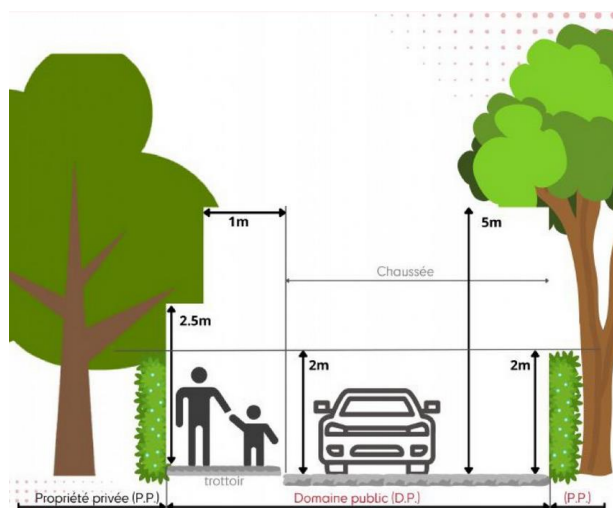 1m
5m
Chaussée
2.5m
2m
2m
trottoir
Propriété privée (P.P.)
Domaine public (D.P.)
(P.P.)